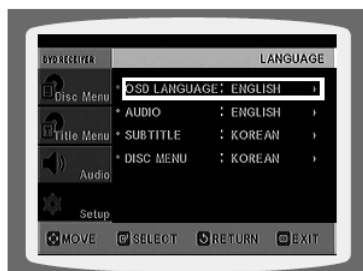 DVD RECEIVER LANGUAGE
Disc Menu
OSD LANGUAGE : ENGLISH
AUDIO : ENGLISH
Title Menu
SUBTITLE : KOREAN
DISC MENU : KOREAN
Audio
Setup
MOVE SELECT RETURN EXIT